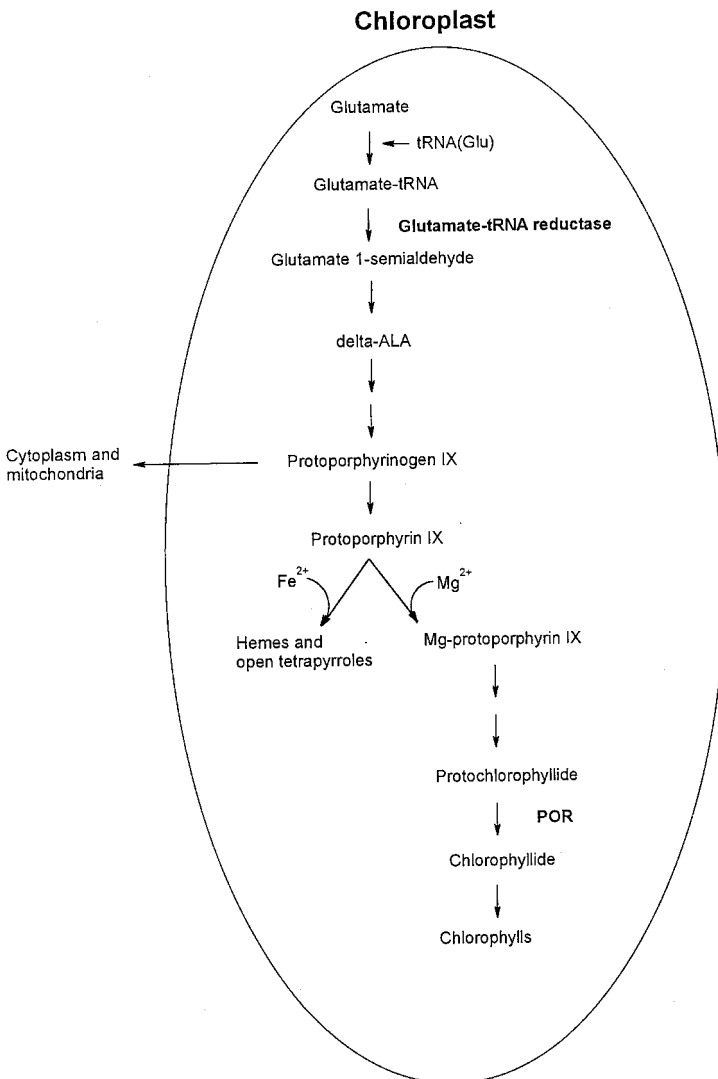 Chloroplast
Glutamate
tRNA(Glu)
Glutamate-tRNA
Glutamate-tRNA reductase
Glutamate 1-semialdehyde
delta-ALA
Cytoplasm and
mitochondria
Protoporphyrinogen IX
Protoporphyrin IX
Fe2+
Mg2+
Hemes and
open tetrapyrroles
Mg-protoporphyrin IX
Protochlorophyllide
POR
Chlorophyllide
Chlorophylls